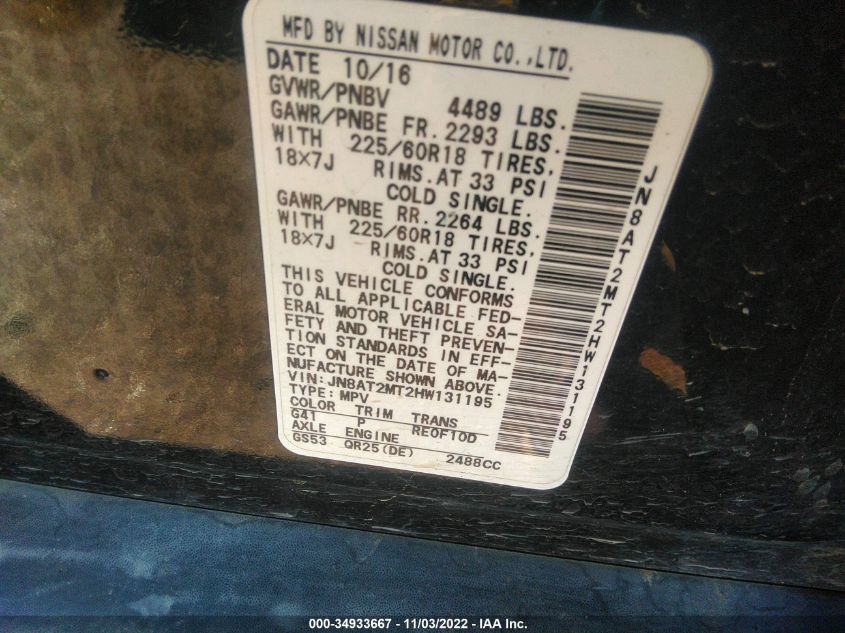 MFD BY NISSAN MOTOR CO.,LTD.
DATE 10/16
GVWR/PNBV 4489 LBS.
GAWR/PNBE FR. 2293 LBS.
WITH 225/60R18 TIRES,
18×7J RIMS.AT 33 PSI
COLD SINGLE.
GAWR/PNBE RR. 2264 LBS.
WITH 225/60R18 TIRES,
18×7J RIMS.AT 33 PSI
COLD SINGLE.
THIS VEHICLE CONFORMS
TO ALL APPLICABLE FED-
ERAL MOTOR VEHICLE SA-
FETY AND THEFT PREVEN-
TION STANDARDS IN EFF-
ECT ON THE DATE OF MA-
NUFACTURE SHOWN ABOVE.
VIN:JN8AT2MT2HW131195
TYPE:MPV
COLOR TRIM TRANS
G41 P RE0F10D
AXLE ENGINE
GS53 QR25(DE) 2488CC
JN8AT2MT2HW131195
000-34933667 - 11/03/2022 - IAA Inc.